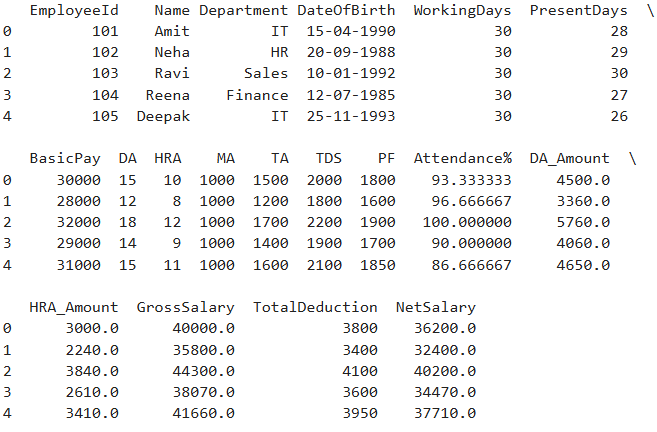 EmployeeId Name Department DateOfBirth WorkingDays PresentDays \
0 101 Amit IT 15-04-1990 30 28
1 102 Neha HR 20-09-1988 30 29
2 103 Ravi Sales 10-01-1992 30 30
3 104 Reena Finance 12-07-1985 30 27
4 105 Deepak IT 25-11-1993 30 26
BasicPay DA HRA MA TA TDS PF Attendance% DA_Amount \
0 30000 15 10 1000 1500 2000 1800 93.333333 4500.0
1 28000 12 8 1000 1200 1800 1600 96.666667 3360.0
2 32000 18 12 1000 1700 2200 1900 100.000000 5760.0
3 29000 14 9 1000 1400 1900 1700 90.000000 4060.0
4 31000 15 11 1000 1600 2100 1850 86.666667 4650.0
HRA_Amount GrossSalary TotalDeduction NetSalary
0 3000.0 40000.0 3800 36200.0
1 2240.0 35800.0 3400 32400.0
2 3840.0 44300.0 4100 40200.0
3 2610.0 38070.0 3600 34470.0
4 3410.0 41660.0 3950 37710.0